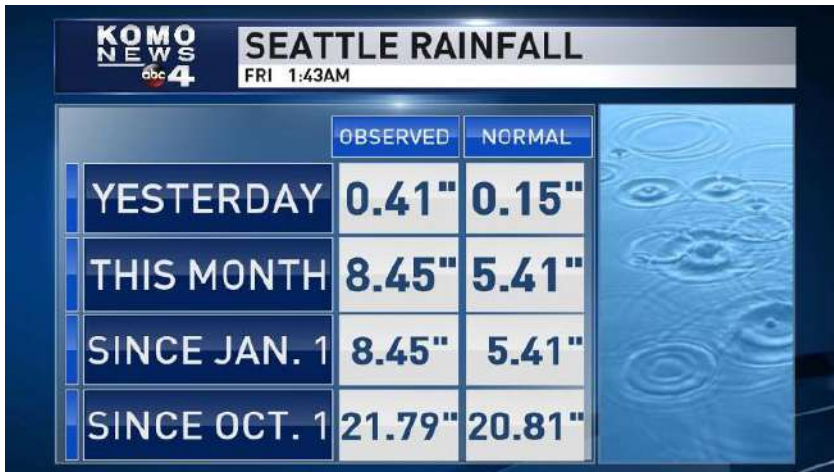 KOMO
NEWS
abc 4
SEATTLE RAINFALL
FRI 1:43AM
OBSERVED NORMAL
YESTERDAY 0.41" 0.15"
THIS MONTH 8.45" 5.41"
SINCE JAN. 1 8.45" 5.41"
SINCE OCT. 1 21.79" 20.81"